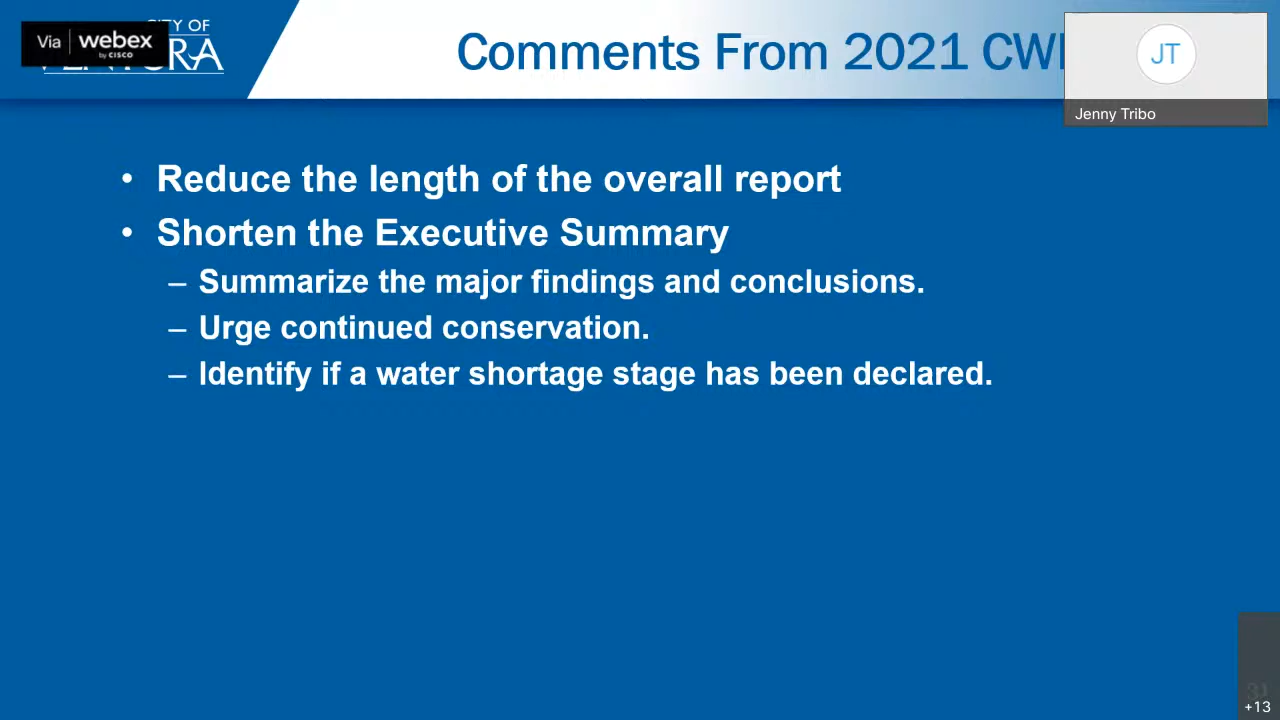 Via webex
by CISCO
CITY OF
VENTURA
Comments From 2021
JT
Jenny Tribo
• Reduce the length of the overall report
• Shorten the Executive Summary
– Summarize the major findings and conclusions.
– Urge continued conservation.
– Identify if a water shortage stage has been declared.
31
+13